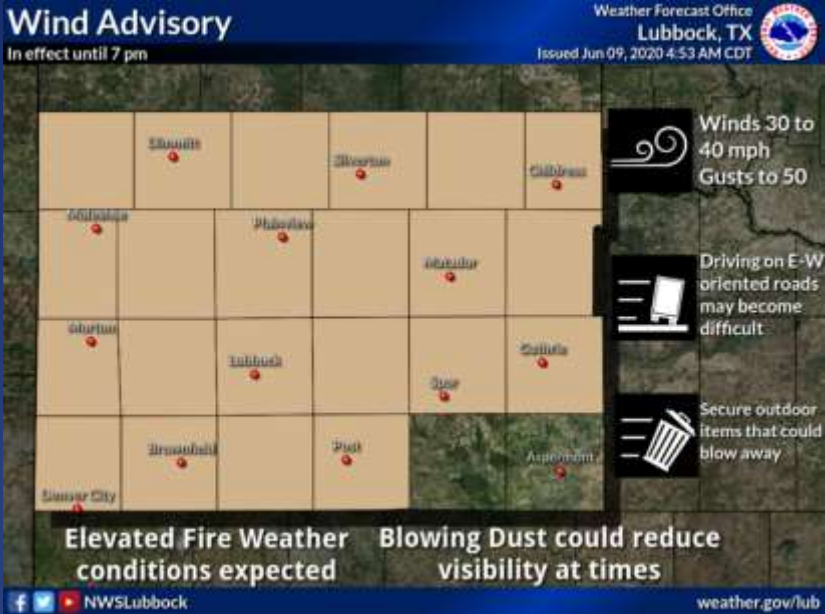 Wind Advisory
In effect until 7 pm
Weather Forecast Office
Lubbock, TX
Issued Jun 09, 2020 4:53 AM CDT
Dimmitt
Silverton
Childress
Muleshoe
Plainview
Matador
Morton
Lubbock
Guthrie
Spur
Brownfield
Post
Aspermont
Denver City
Winds 30 to
40 mph
Gusts to 50
Driving on E-W
oriented roads
may become
difficult
Secure outdoor
items that could
blow away
Elevated Fire Weather
conditions expected
Blowing Dust could reduce
visibility at times
NWSLubbock
weather.gov/lub